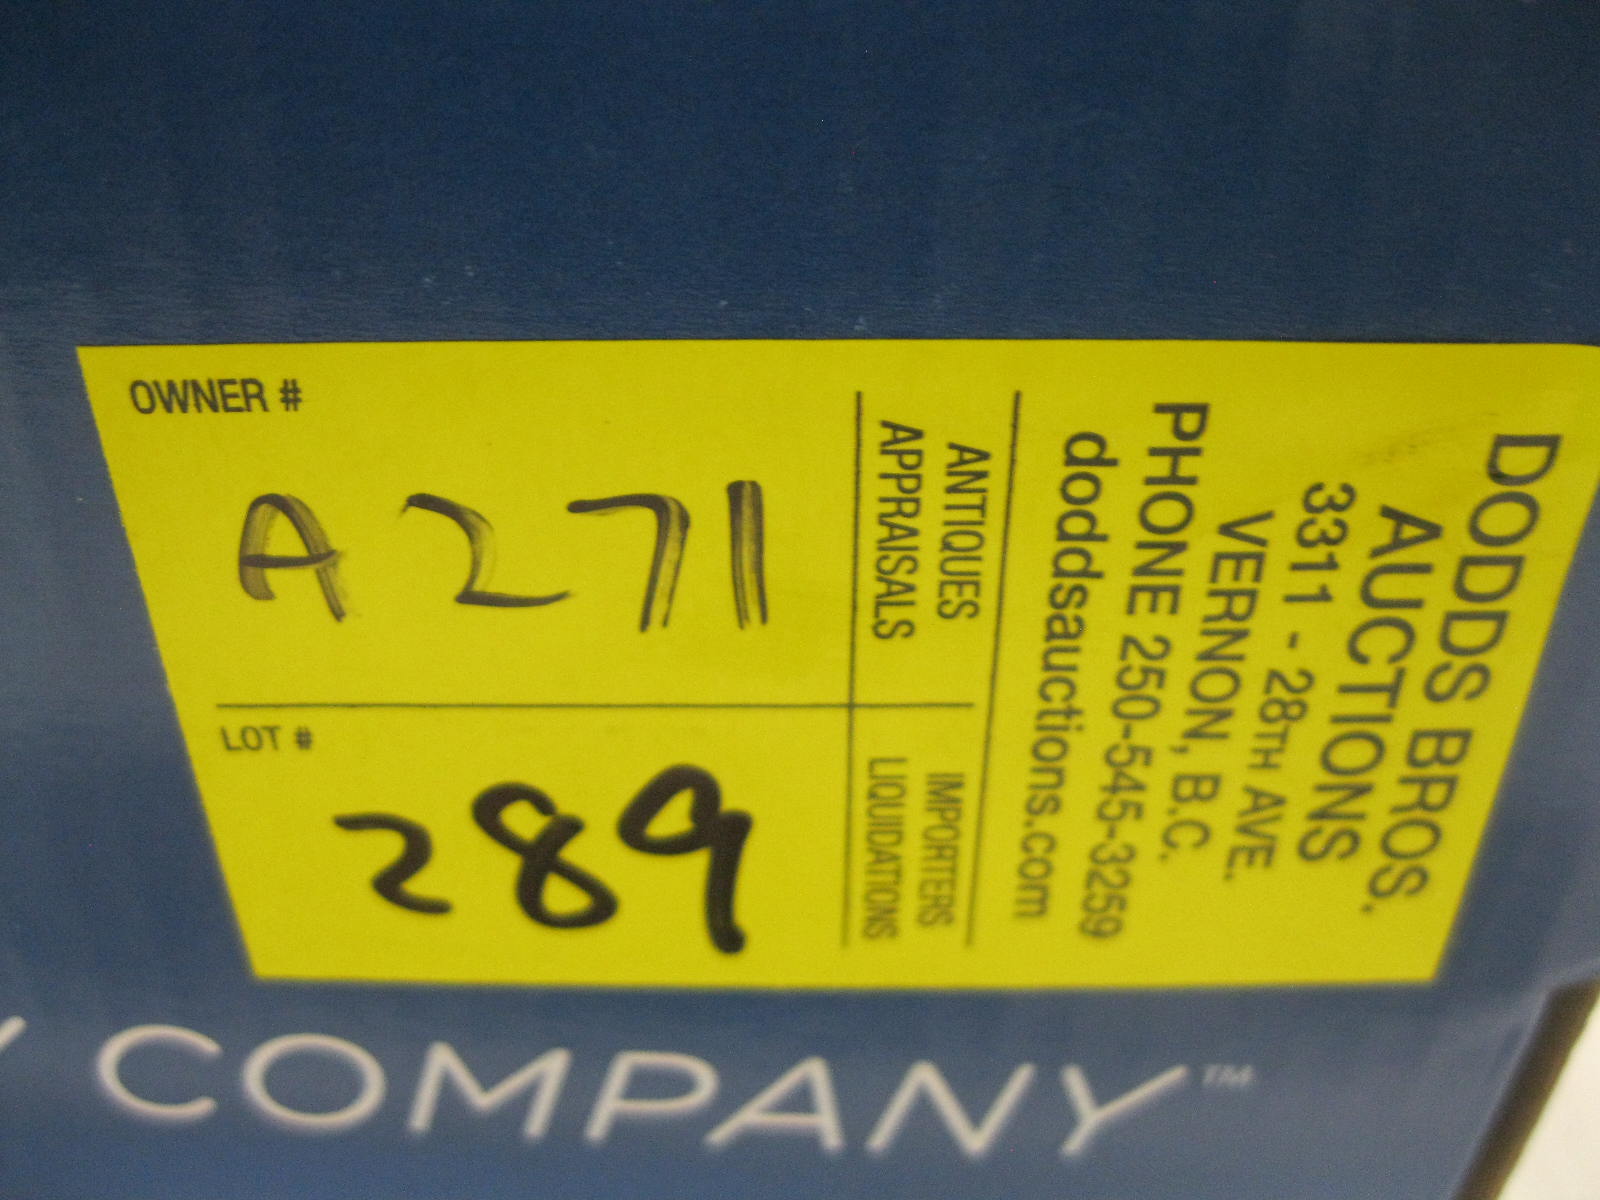 OWNER #
A271
LOT #
289
ANTIQUES
APPRAISALS
IMPORTERS
LIQUIDATIONS
DODDS BROS.
AUCTIONS
3311 - 28TH AVE.
VERNON, B.C.
PHONE 250-545-3259
doddsauctions.com
Y COMPANY™